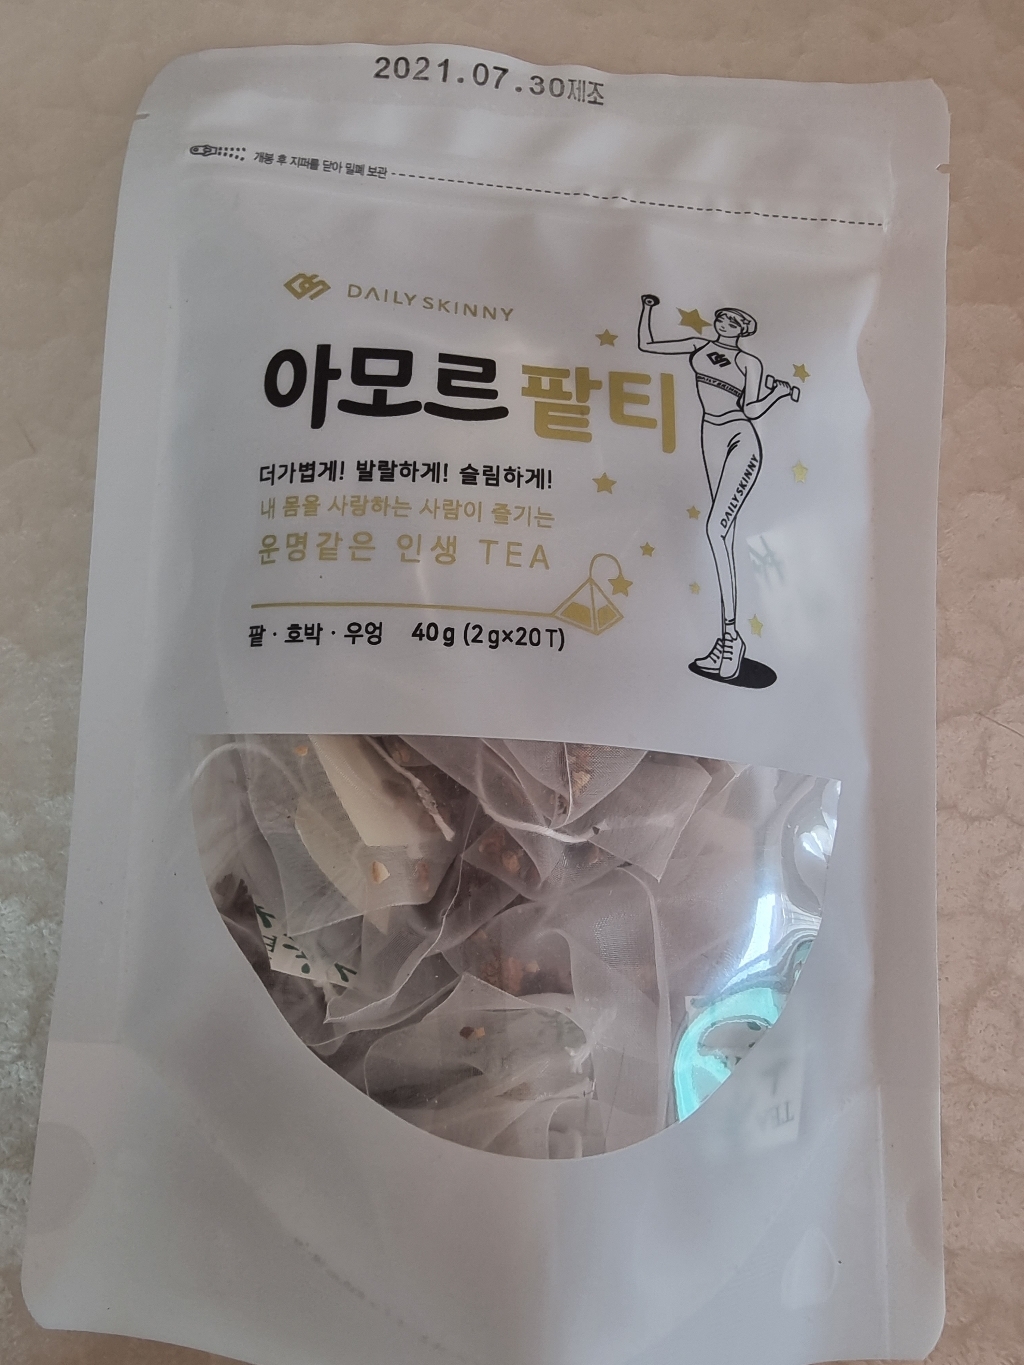 2021.07.30제조
개봉 후 지퍼를 닫아 밀폐 보관
DAILY SKINNY
아모르팥티
더가볍게! 발랄하게! 슬림하게!
내 몸을 사랑하는 사람이 즐기는
운명같은 인생 TEA
팥 · 호박 · 우엉 40g (2g×20T)
DAILY SKINNY
DAILY SKINNY